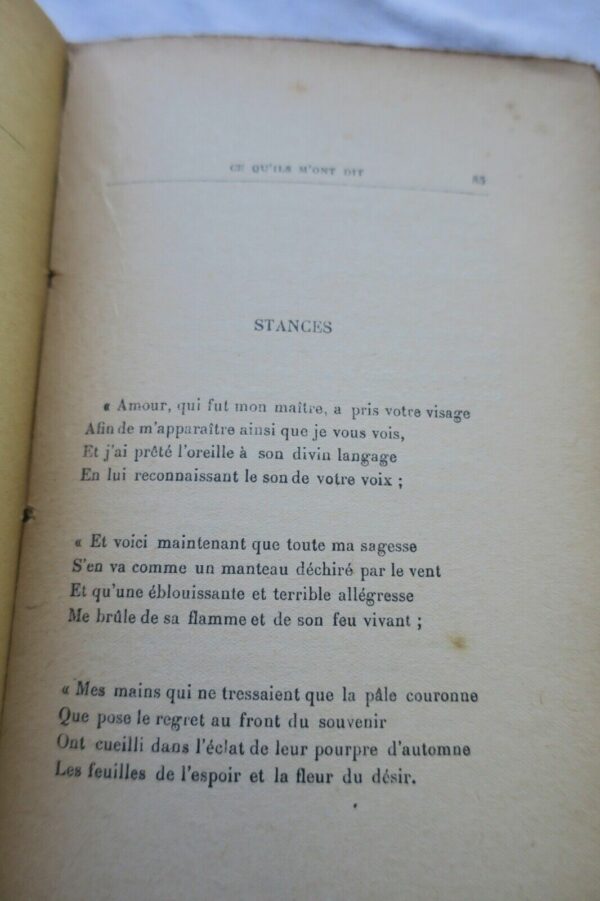 CE QU'ILS M'ONT DIT 85
STANCES
« Amour, qui fut mon maître, a pris votre visage
Afin de m'apparaître ainsi que je vous vois,
Et j'ai prêté l'oreille à son divin langage
En lui reconnaissant le son de votre voix ;
« Et voici maintenant que toute ma sagesse
S'en va comme un manteau déchiré par le vent
Et qu'une éblouissante et terrible allégresse
Me brûle de sa flamme et de son feu vivant ;
« Mes mains qui ne tressaient que la pâle couronne
Que pose le regret au front du souvenir
Ont cueilli dans l'éclat de leur pourpre d'automne
Les feuilles de l'espoir et la fleur du désir.